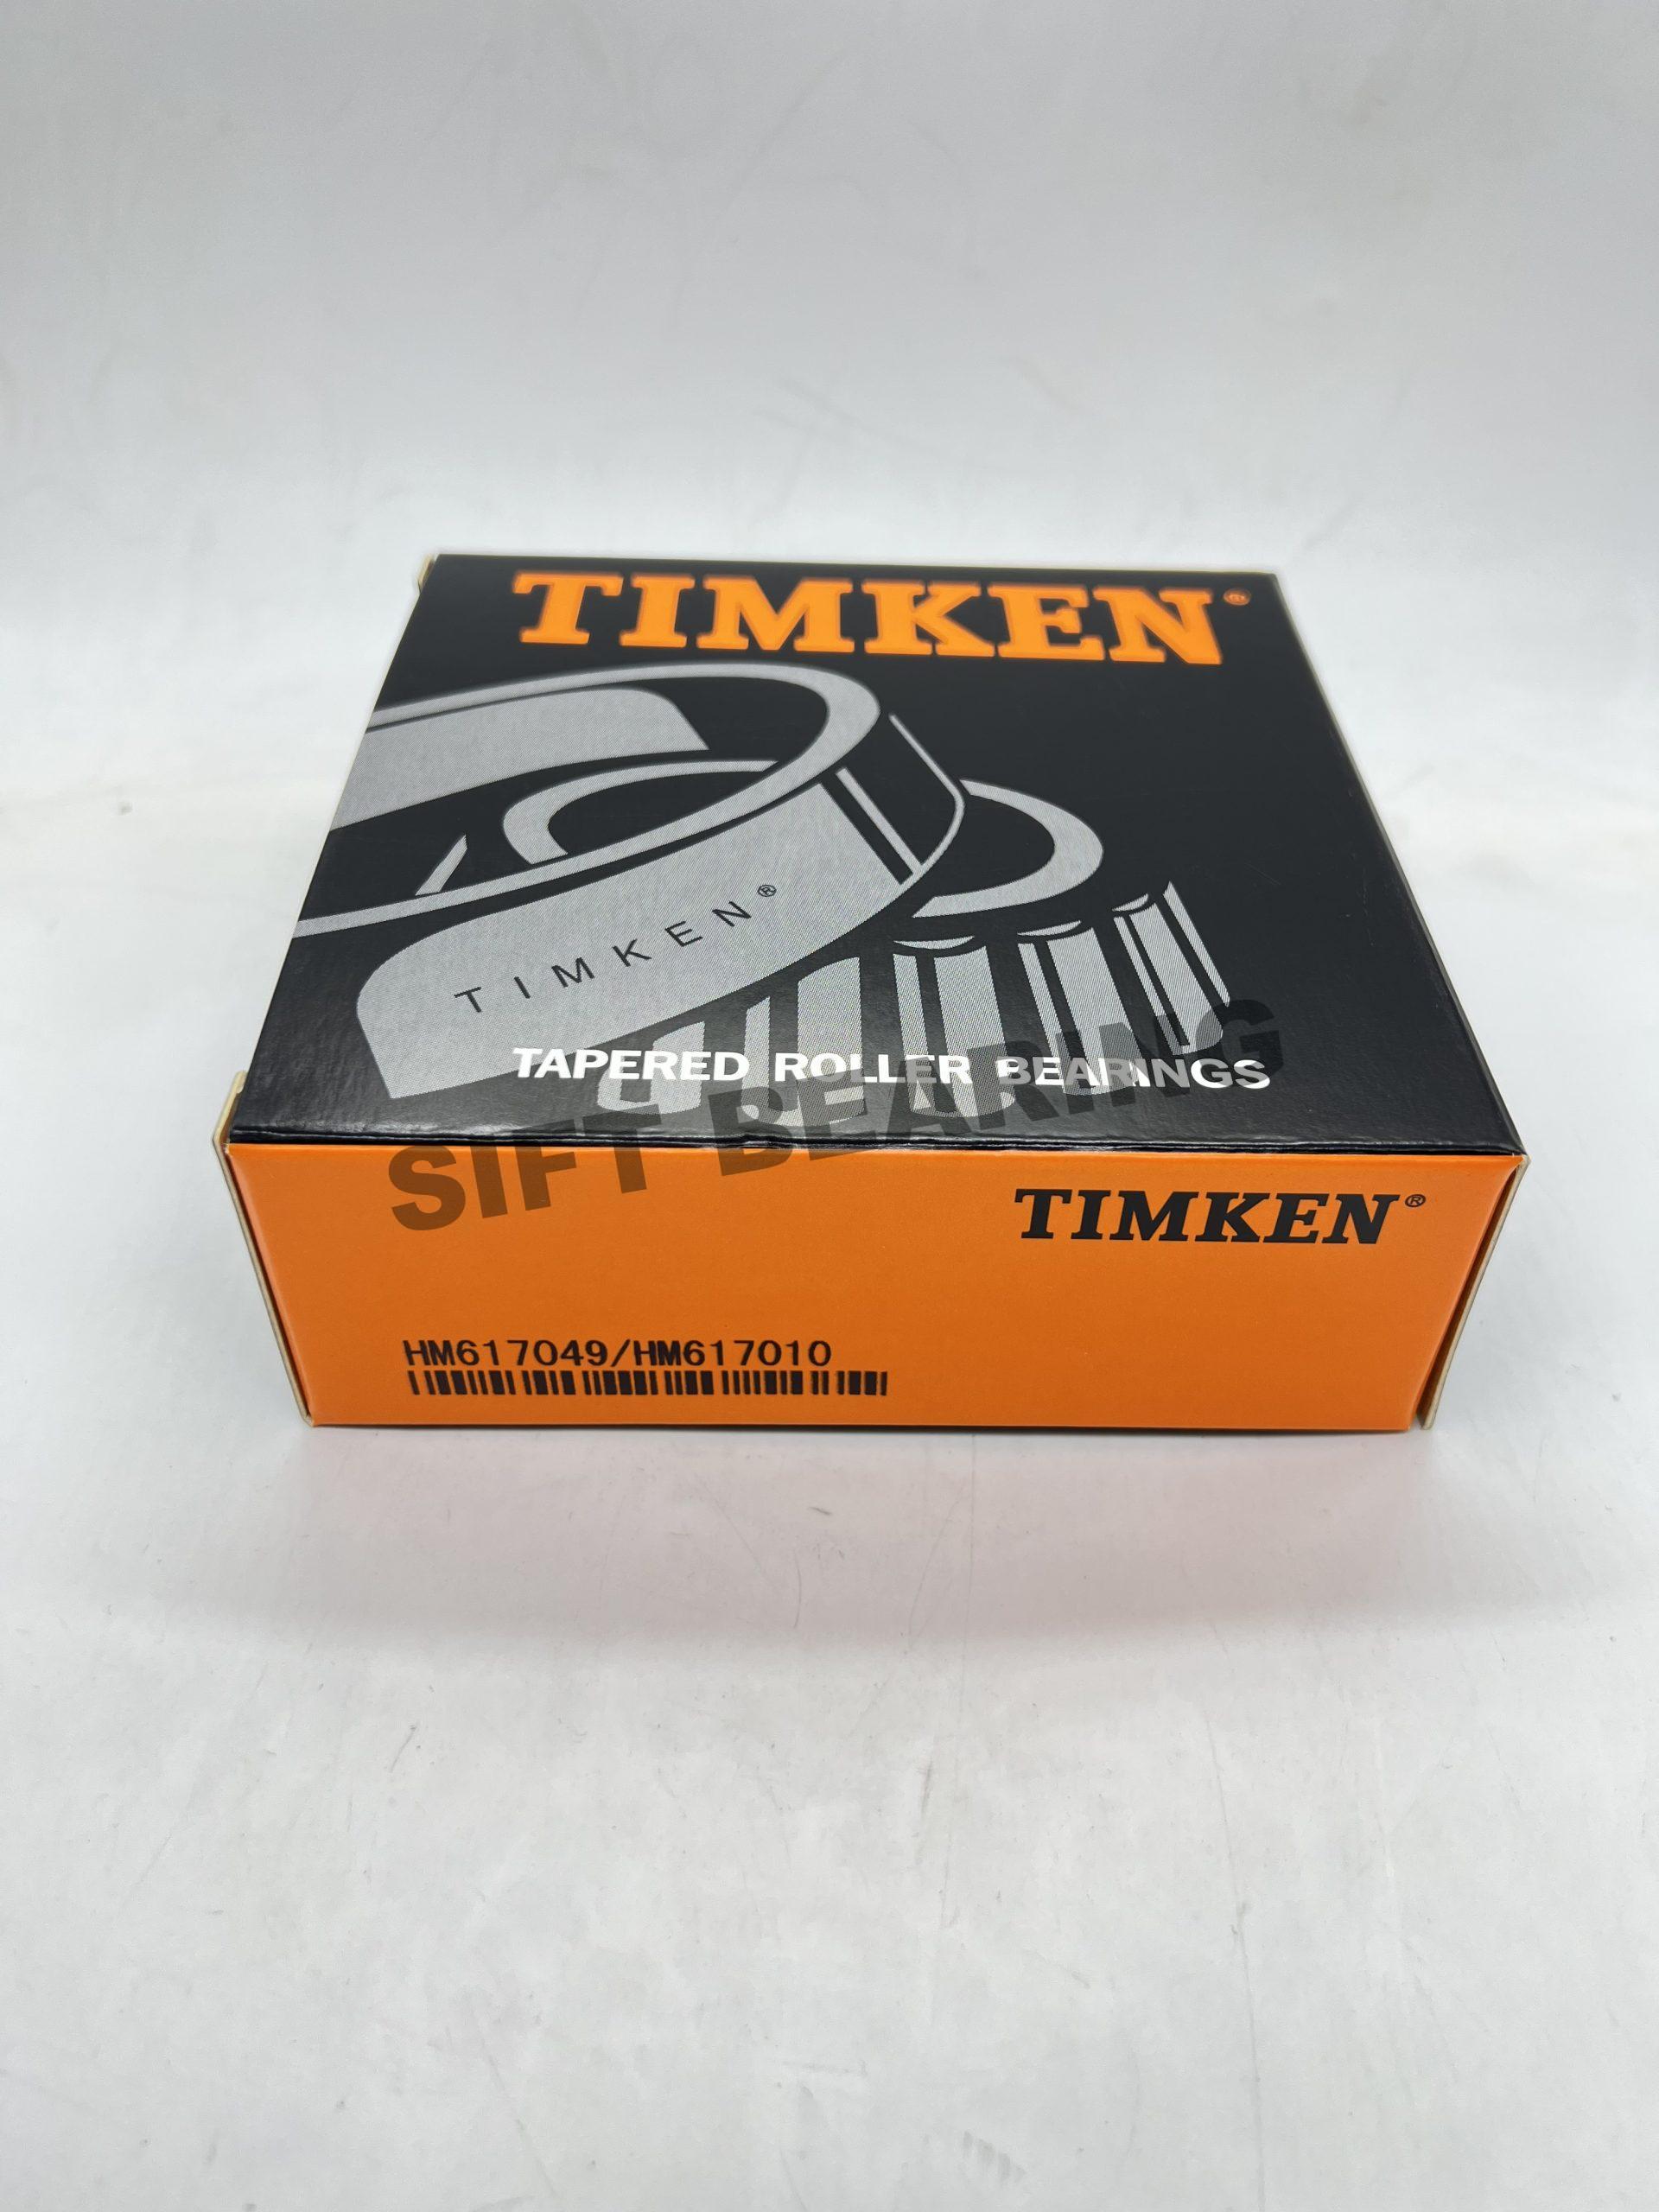 TIMKEN®
TIMKEN®
TAPERED ROLLER BEARINGS
SIFT BEARING
TIMKEN®
HM617049/HM617010